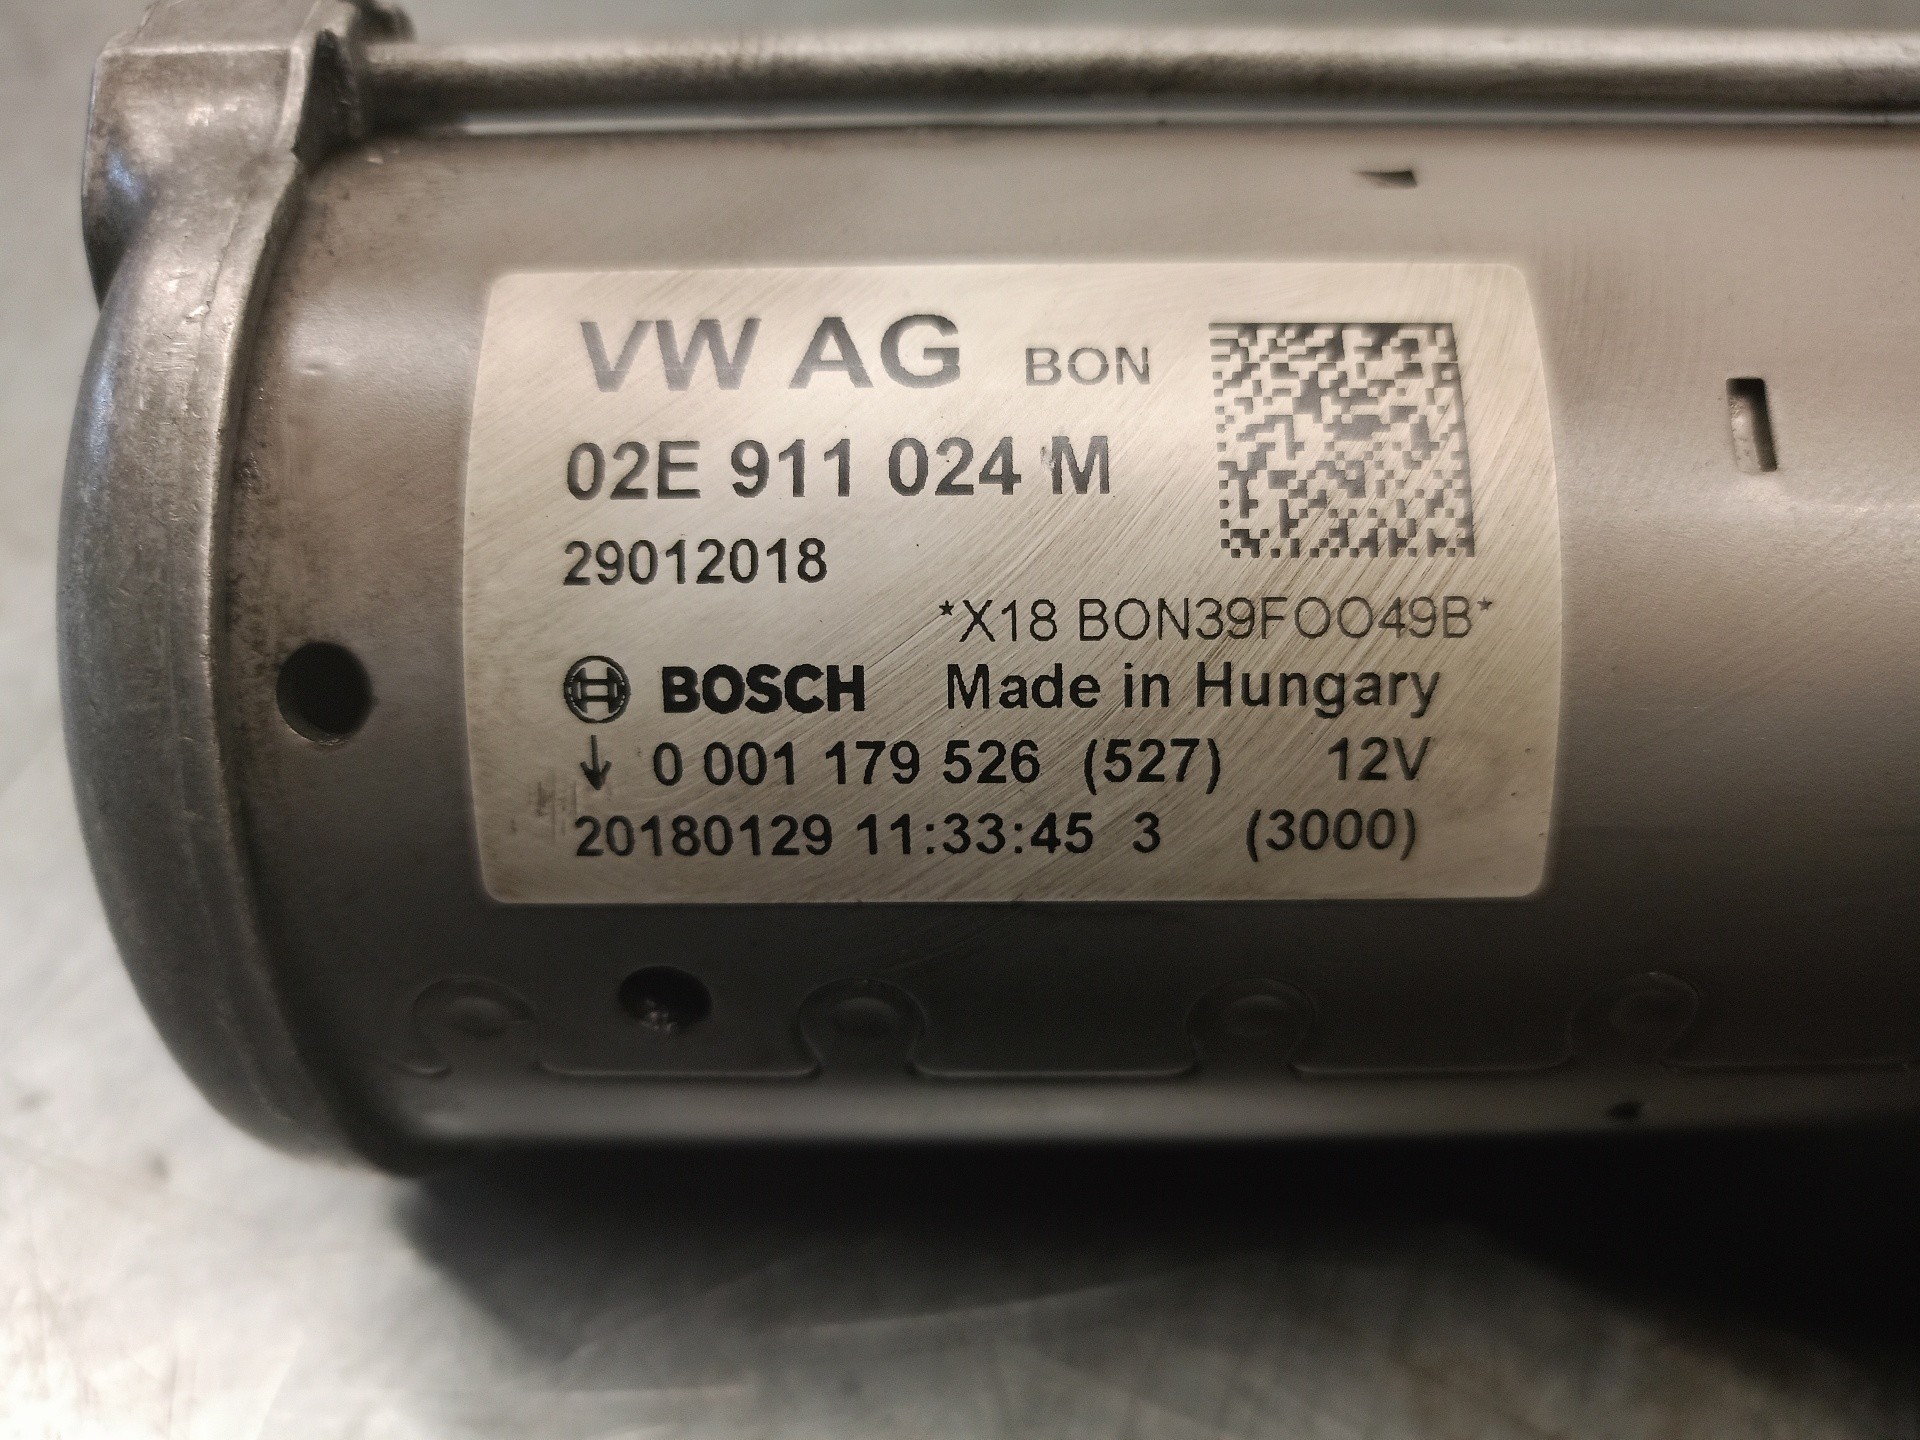 VW AG BON
02E 911 024 M
29012018
*X18 BON39FOO49B*
BOSCH Made in Hungary
↓ 0 001 179 526 (527) 12V
20180129 11:33:45 3 (3000)